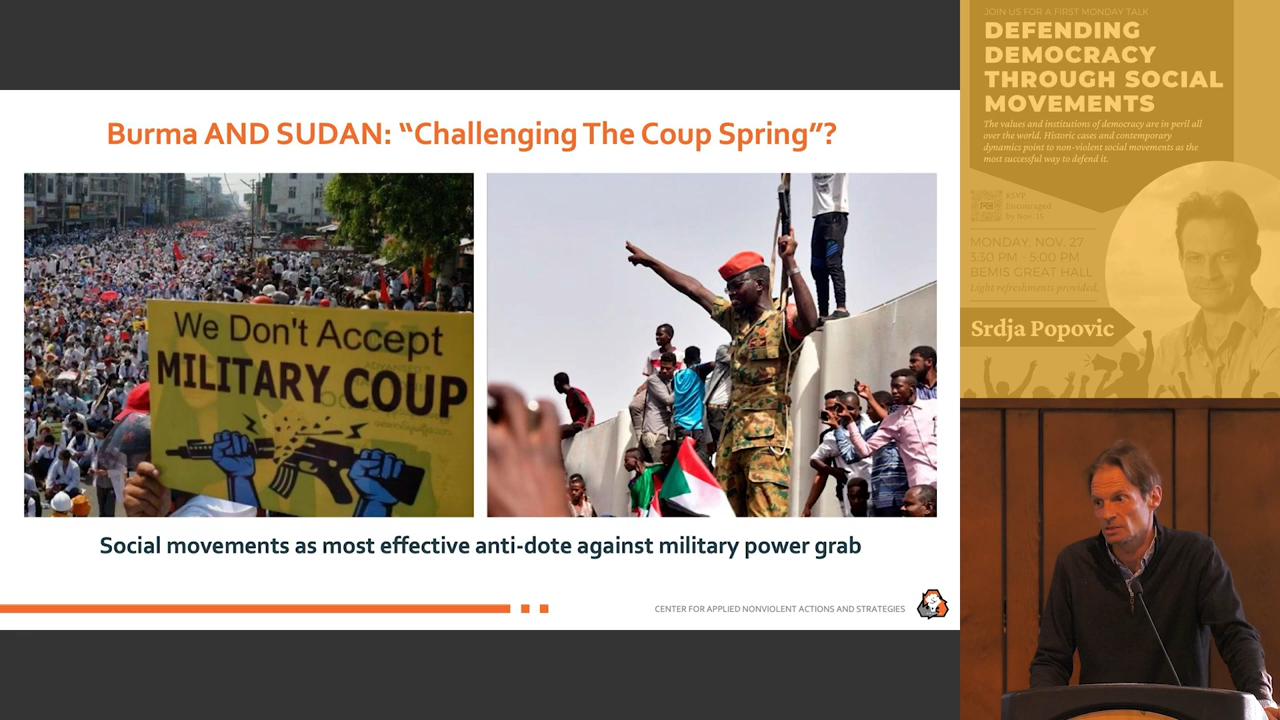 Burma AND SUDAN: “Challenging The Coup Spring”?
We Don't Accept
MILITARY COUP
Social movements as most effective anti-dote against military power grab
CENTER FOR APPLIED NONVIOLENT ACTIONS AND STRATEGIES
JOIN US FOR A FIRST MONDAY TALK
DEFENDING
DEMOCRACY
THROUGH SOCIAL
MOVEMENTS
The values and institutions of democracy are in peril all
over the world. Historic cases and contemporary
dynamics point to non-violent social movements as the
most successful way to defend it.
RSVP
Encouraged
by Nov. 15
MONDAY, NOV. 27
3:30 PM - 5:00 PM
BEMIS GREAT HALL
Light refreshments provided.
Srdja Popovic